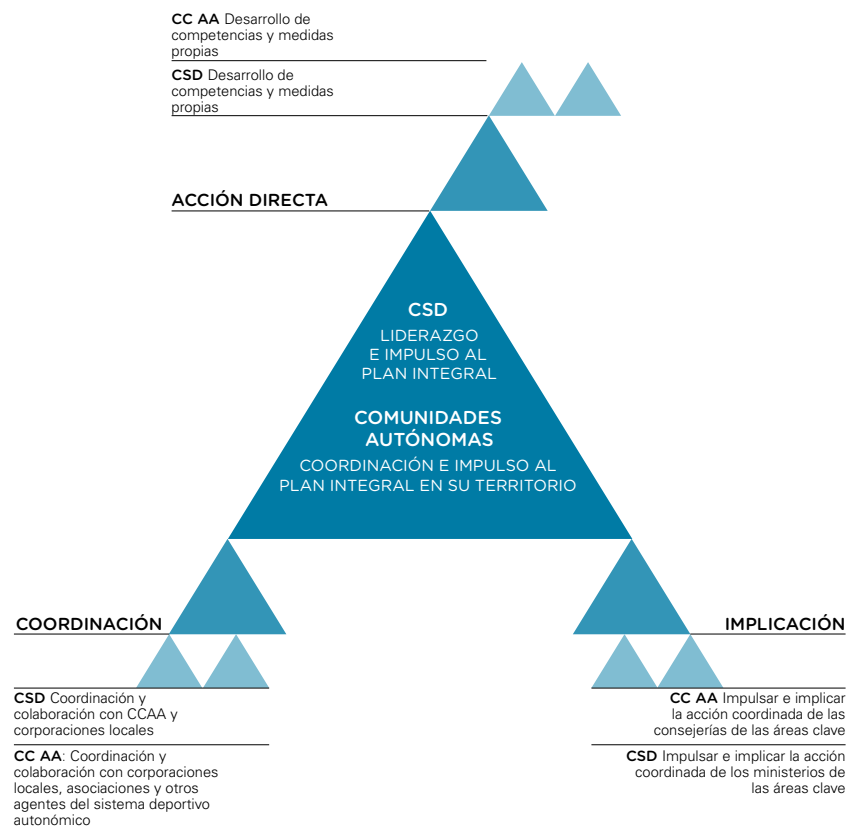 CC AA Desarrollo de
competencias y medidas
propias
CSD Desarrollo de
competencias y medidas
propias
ACCIÓN DIRECTA
CSD
LIDERAZGO
E IMPULSO AL
PLAN INTEGRAL
COMUNIDADES
AUTÓNOMAS
COORDINACIÓN E IMPULSO AL
PLAN INTEGRAL EN SU TERRITORIO
COORDINACIÓN
CSD Coordinación y
colaboración con CCAA y
corporaciones locales
CC AA: Coordinación y
colaboración con corporaciones
locales, asociaciones y otros
agentes del sistema deportivo
autonómico
IMPLICACIÓN
CC AA Impulsar e implicar
la acción coordinada de las
consejerías de las áreas clave
CSD Impulsar e implicar la acción
coordinada de los ministerios de
las áreas clave